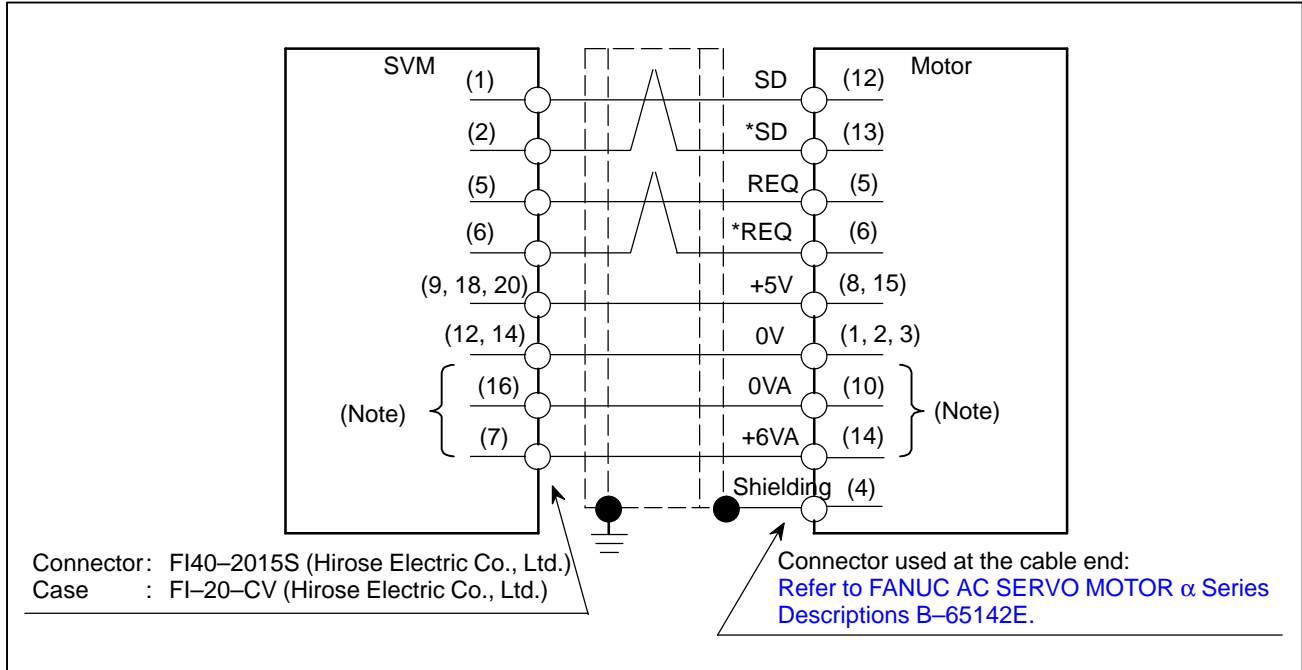 SVM
Motor
(1) SD (12)
(2) *SD (13)
(5) REQ (5)
(6) *REQ (6)
(9, 18, 20) +5V (8, 15)
(12, 14) 0V (1, 2, 3)
(16) 0VA (10)
(Note) (Note)
(7) +6VA (14)
Shielding (4)
Connector: FI40–2015S (Hirose Electric Co., Ltd.)
Case : FI–20–CV (Hirose Electric Co., Ltd.)
Connector used at the cable end:
Refer to FANUC AC SERVO MOTOR α Series
Descriptions B–65142E.